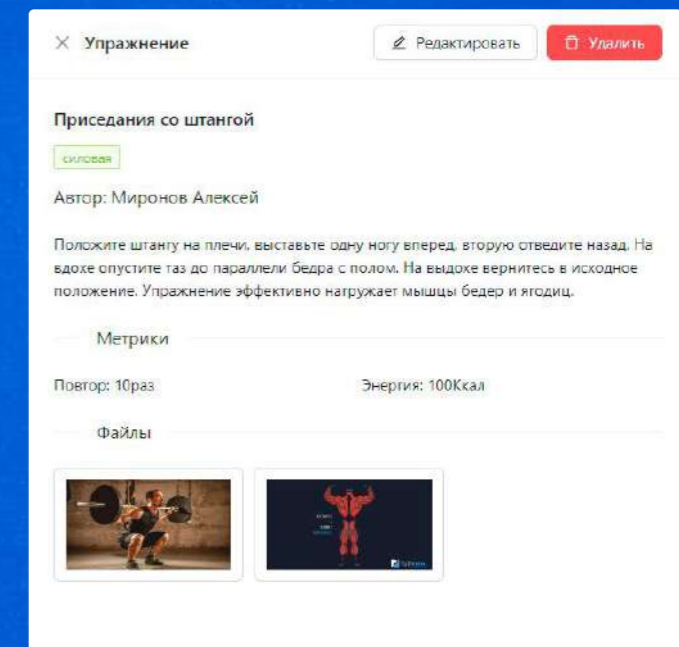 Упражнение
Редактировать
Удалить
Приседания со штангой
силовая
Автор: Миронов Алексей
Положите штангу на плечи, выставьте одну ногу вперед, вторую отведите назад. На
вдохе опустите таз до параллели бедра с полом. На выдохе вернитесь в исходное
положение. Упражнение эффективно нагружает мышцы бедер и ягодиц.
Метрики
Повтор: 10раз
Энергия: 100Ккал
Файлы